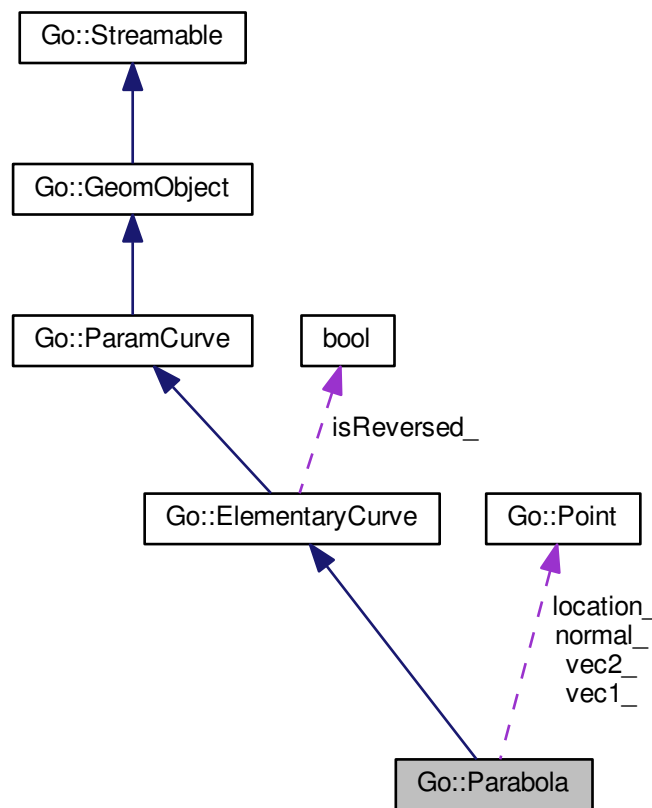 Go::Streamable
Go::GeomObject
Go::ParamCurve
bool
isReversed_
Go::ElementaryCurve
Go::Point
location_
normal_
vec2_
vec1_
Go::Parabola